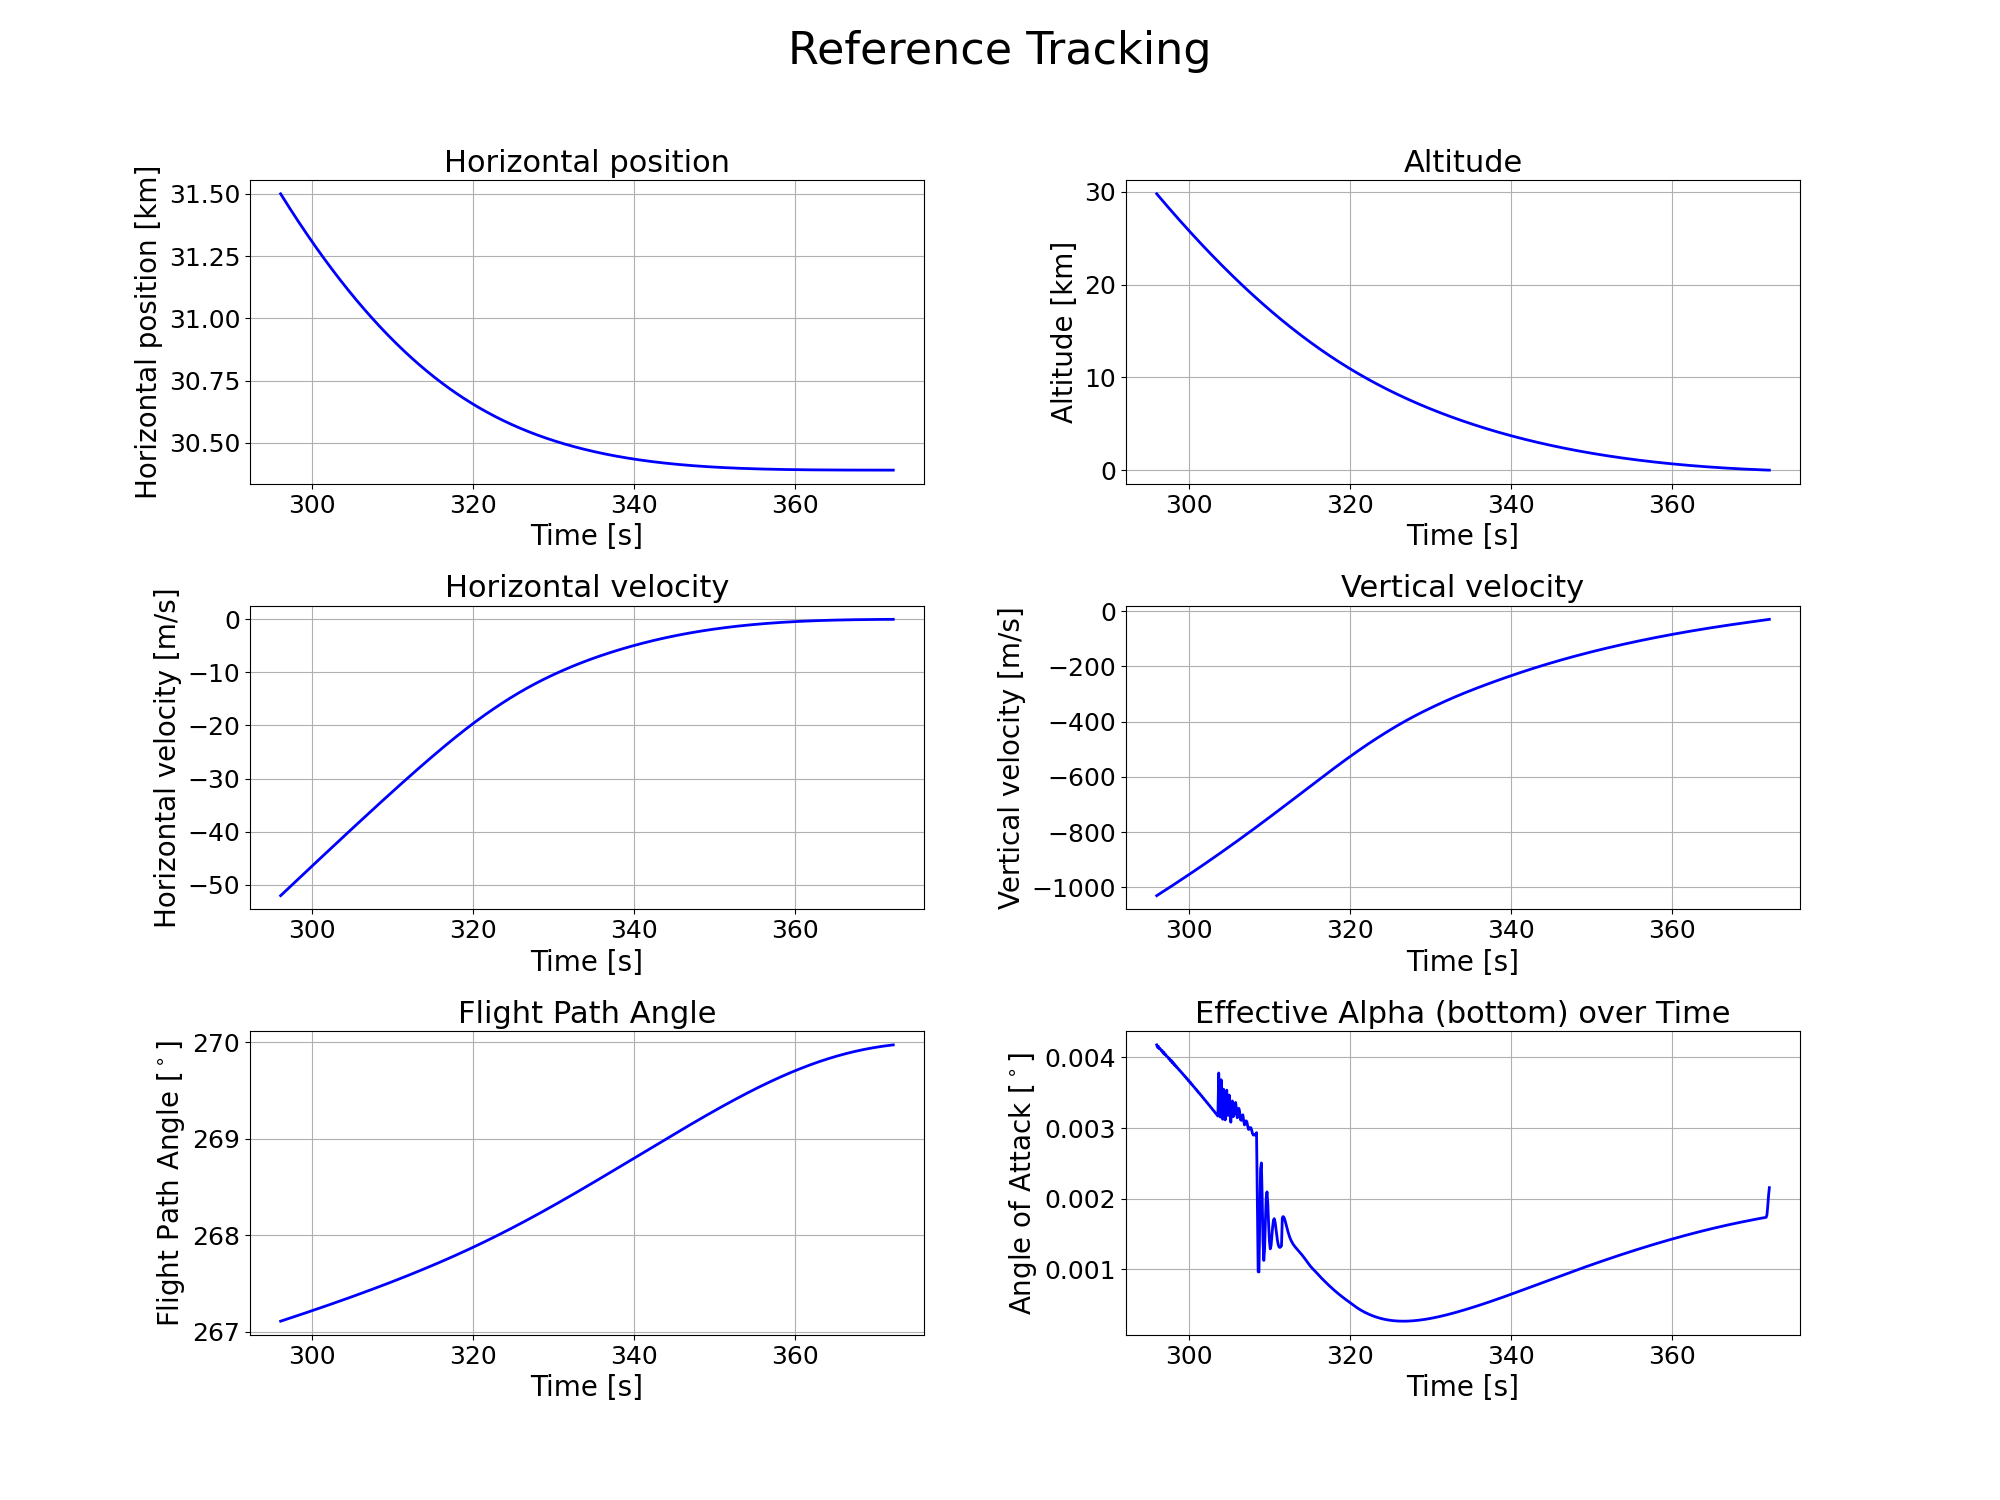 Reference Tracking
Horizontal position
Horizontal position [km]
31.50
31.25
31.00
30.75
30.50
300 320 340 360
Time [s]
Altitude
Altitude [km]
30
20
10
0
300 320 340 360
Time [s]
Horizontal velocity
Horizontal velocity [m/s]
0
−10
−20
−30
−40
−50
300 320 340 360
Time [s]
Vertical velocity
Vertical velocity [m/s]
0
−200
−400
−600
−800
−1000
300 320 340 360
Time [s]
Flight Path Angle
Flight Path Angle [°]
270
269
268
267
300 320 340 360
Time [s]
Effective Alpha (bottom) over Time
Angle of Attack [°]
0.004
0.003
0.002
0.001
300 320 340 360
Time [s]